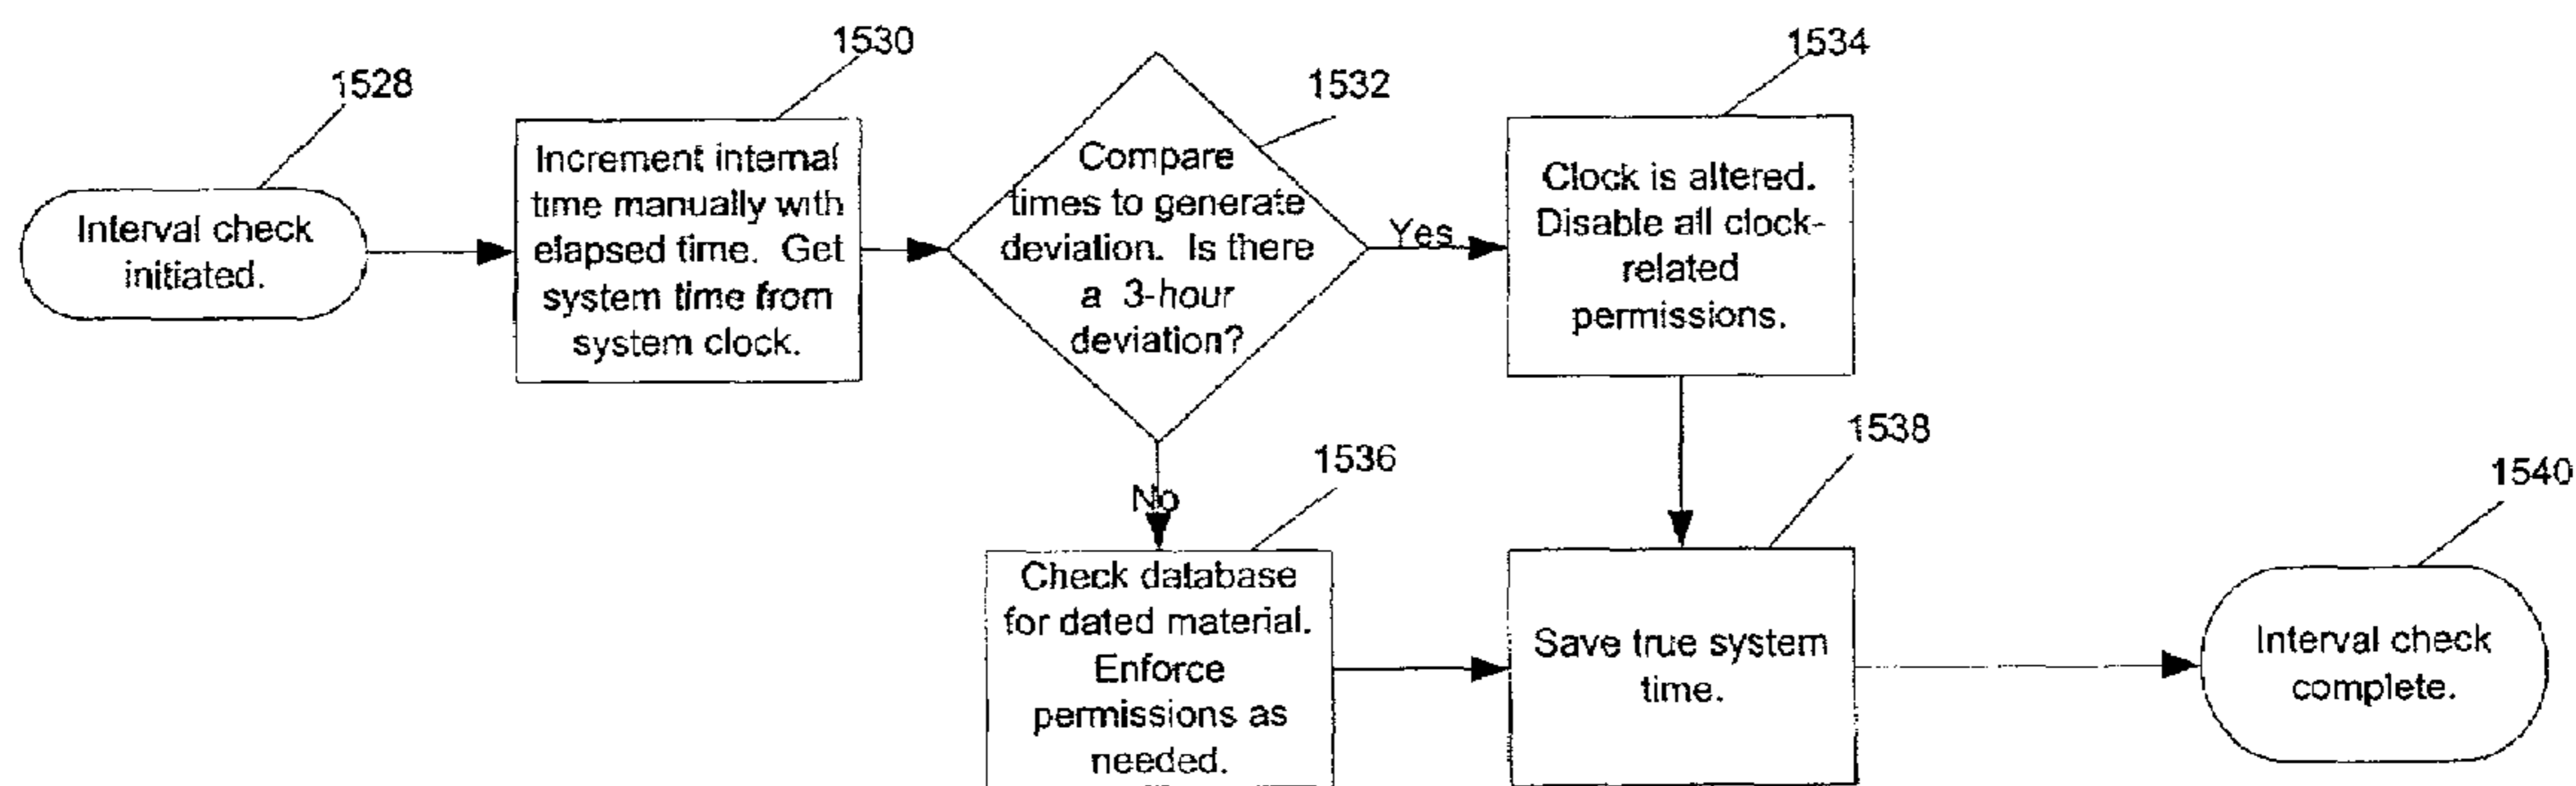 1528
Interval check
initiated.
1530
Increment internal
time manually with
elapsed time. Get
system time from
system clock.
1532
Compare
times to generate
deviation. Is there
a 3-hour
deviation?
Yes
No
1534
Clock is altered.
Disable all clock-
related
permissions.
1536
Check database
for dated material.
Enforce
permissions as
needed.
1538
Save true system
time.
1540
Interval check
complete.